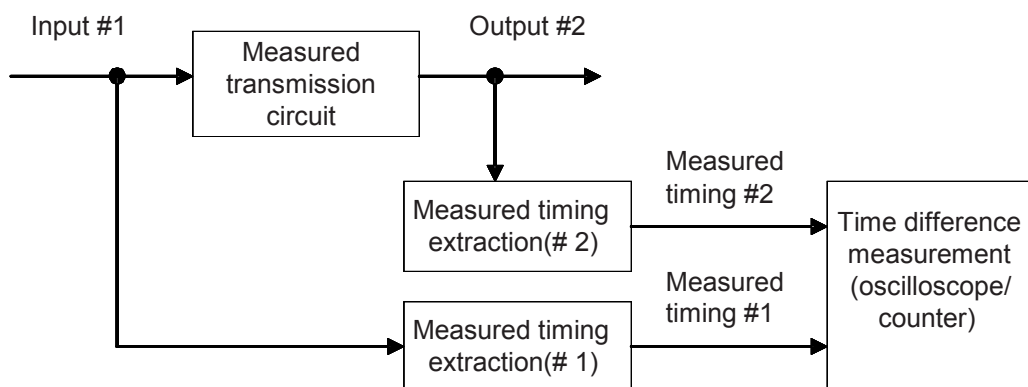 Input #1
Output #2
Measured
transmission
circuit
Measured
timing #2
Measured timing
extraction(# 2)
Time difference
measurement
(oscilloscope/
counter)
Measured
timing #1
Measured timing
extraction(# 1)